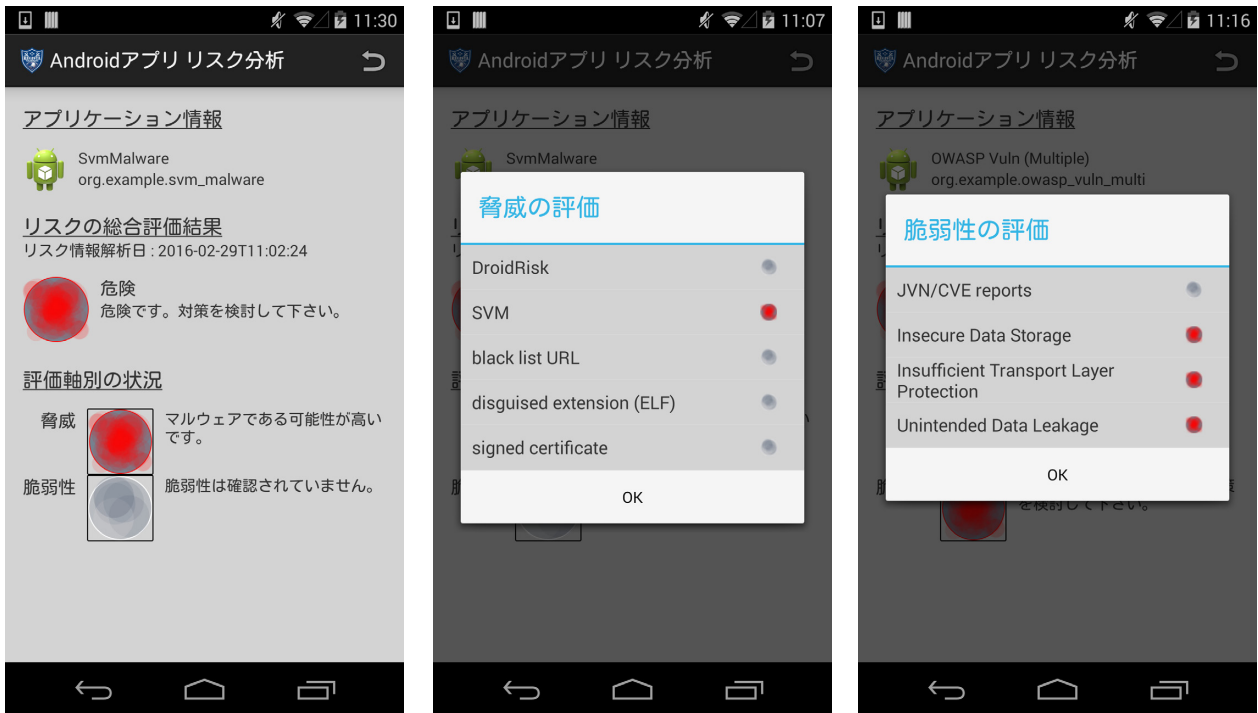 11:30
Androidアプリ リスク分析
アプリケーション情報
SvmMalware
org.example.svm_malware
リスクの総合評価結果
リスク情報解析日 : 2016-02-29T11:02:24
危険
危険です。対策を検討して下さい。
評価軸別の状況
脅威
マルウェアである可能性が高い
です。
脆弱性
脆弱性は確認されていません。
11:07
Androidアプリ リスク分析
アプリケーション情報
SvmMalware
脅威の評価
DroidRisk
SVM
black list URL
disguised extension (ELF)
signed certificate
OK
11:16
Androidアプリ リスク分析
アプリケーション情報
OWASP Vuln (Multiple)
org.example.owasp_vuln_multi
脆弱性の評価
JVN/CVE reports
Insecure Data Storage
Insufficient Transport Layer
Protection
Unintended Data Leakage
OK
を検討して下さい。